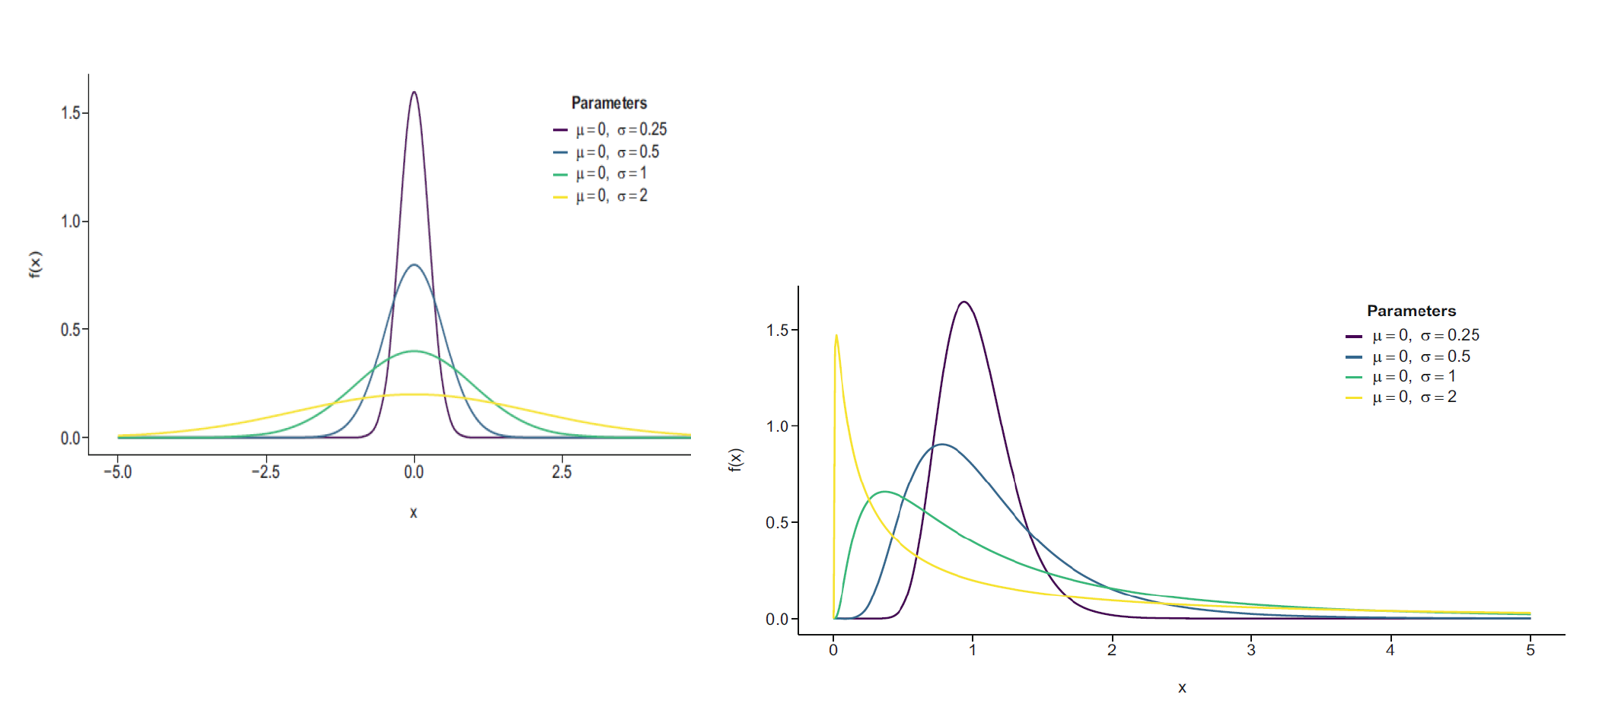 Parameters
μ=0, σ=0.25
μ=0, σ=0.5
μ=0, σ=1
μ=0, σ=2
1.5
1.0
0.5
0.0
f(x)
−5.0 −2.5 0.0 2.5
x
Parameters
μ=0, σ=0.25
μ=0, σ=0.5
μ=0, σ=1
μ=0, σ=2
1.5
1.0
0.5
0.0
f(x)
0 1 2 3 4 5
x